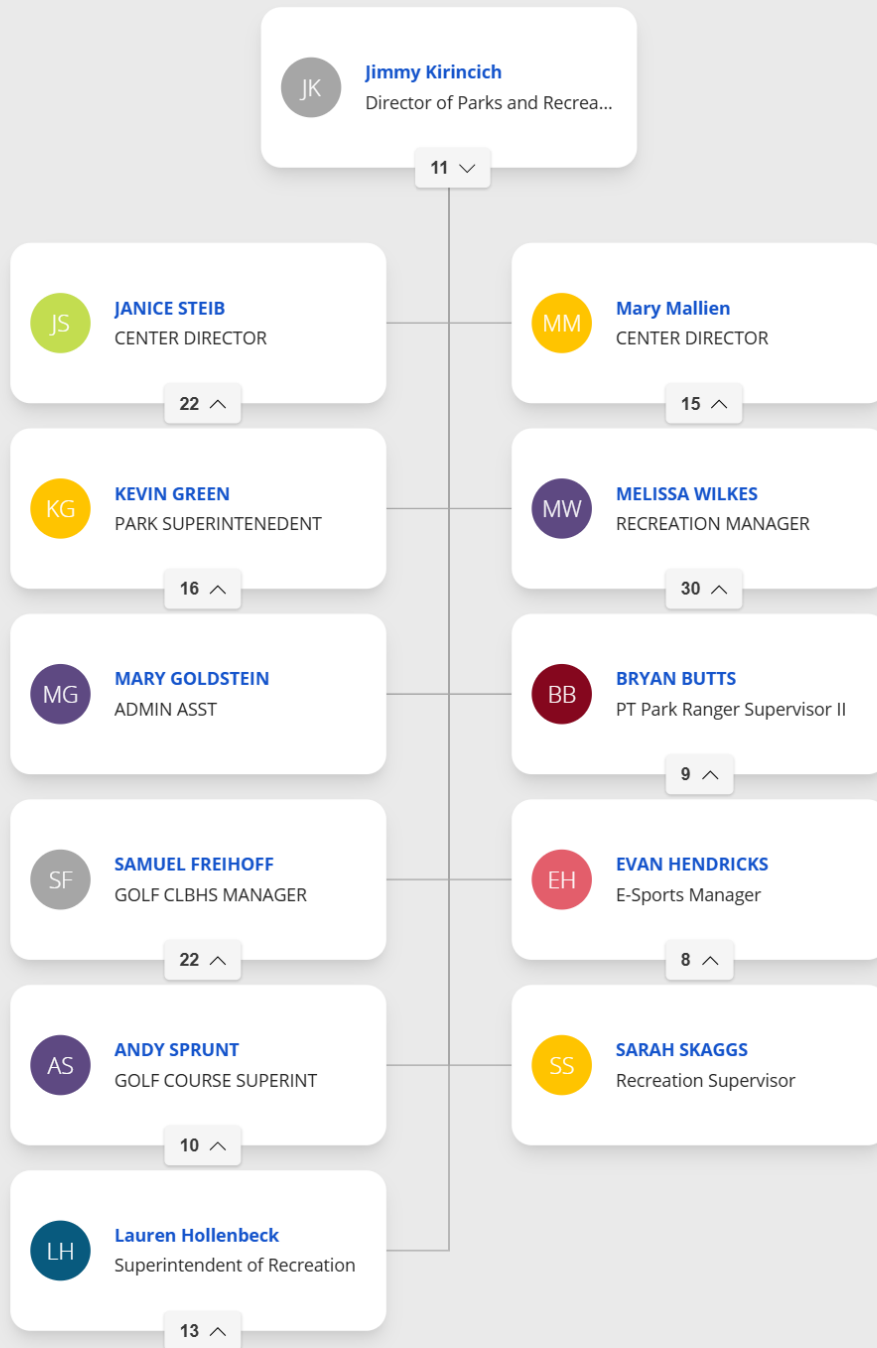 JK
Jimmy Kirincich
Director of Parks and Recrea...
11
JS
JANICE STEIB
CENTER DIRECTOR
22
MM
Mary Mallien
CENTER DIRECTOR
15
KG
KEVIN GREEN
PARK SUPERINTENEDENT
16
MW
MELISSA WILKES
RECREATION MANAGER
30
MG
MARY GOLDSTEIN
ADMIN ASST
BB
BRYAN BUTTS
PT Park Ranger Supervisor II
9
SF
SAMUEL FREIHOFF
GOLF CLBHS MANAGER
22
EH
EVAN HENDRICKS
E-Sports Manager
8
AS
ANDY SPRUNT
GOLF COURSE SUPERINT
10
SS
SARAH SKAGGS
Recreation Supervisor
LH
Lauren Hollenbeck
Superintendent of Recreation
13